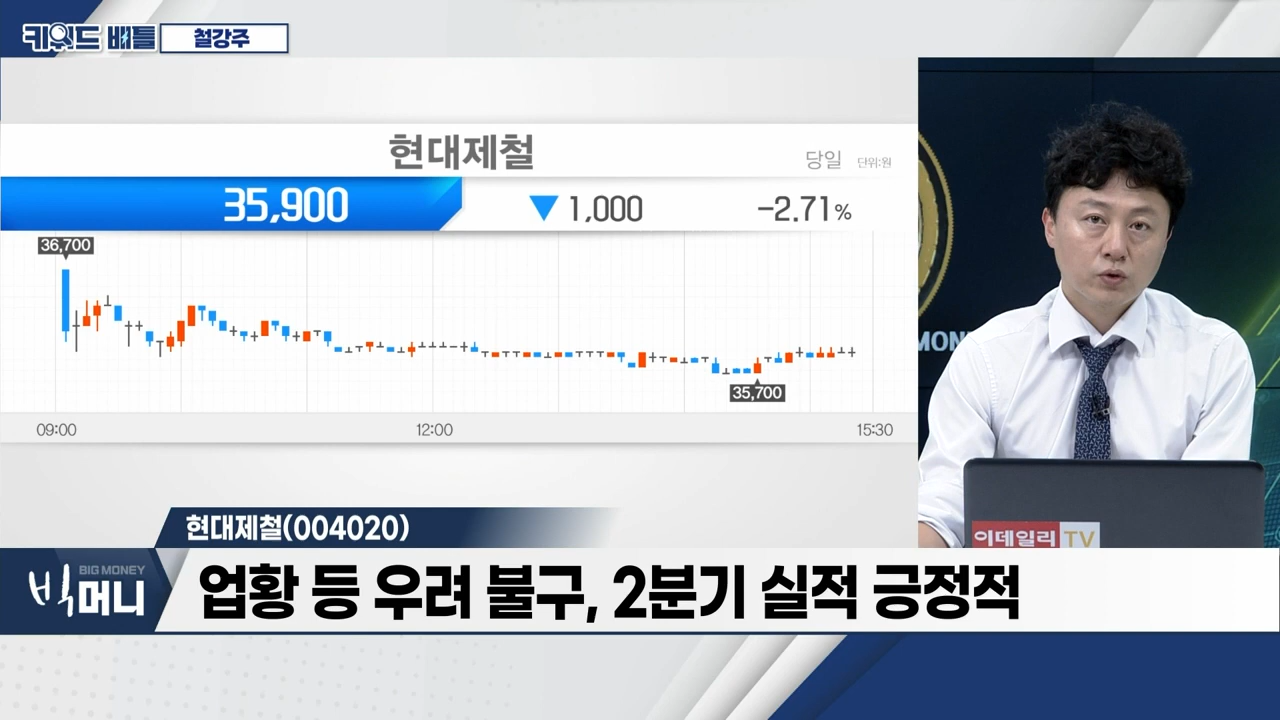 키워드 배틀 철강주
현대제철
당일 단위:원
35,900 ▼ 1,000 -2.71%
36,700
35,700
09:00 12:00 15:30
MON
이데일리 TV
현대제철(004020)
BIG MONEY
빅머니
업황 등 우려 불구, 2분기 실적 긍정적